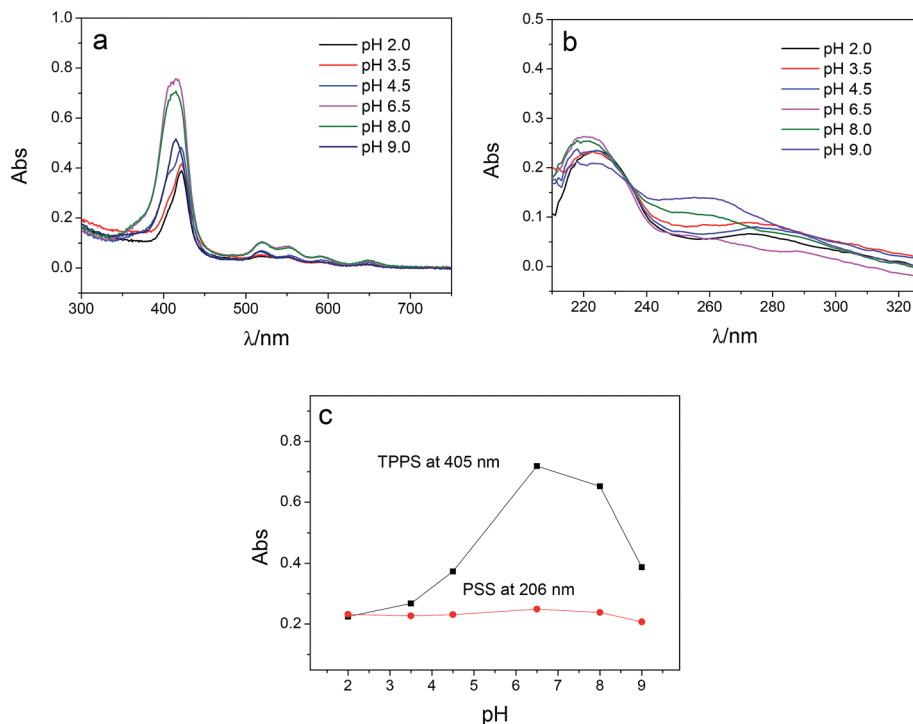 a
pH 2.0
pH 3.5
pH 4.5
pH 6.5
pH 8.0
pH 9.0
1.0
0.8
0.6
0.4
0.2
0.0
Abs
300 400 500 600 700
λ/nm
b
pH 2.0
pH 3.5
pH 4.5
pH 6.5
pH 8.0
pH 9.0
0.5
0.4
0.3
0.2
0.1
0.0
Abs
220 240 260 280 300 320
λ/nm
c
TPPS at 405 nm
PSS at 206 nm
0.8
0.6
0.4
0.2
Abs
2 3 4 5 6 7 8 9
pH